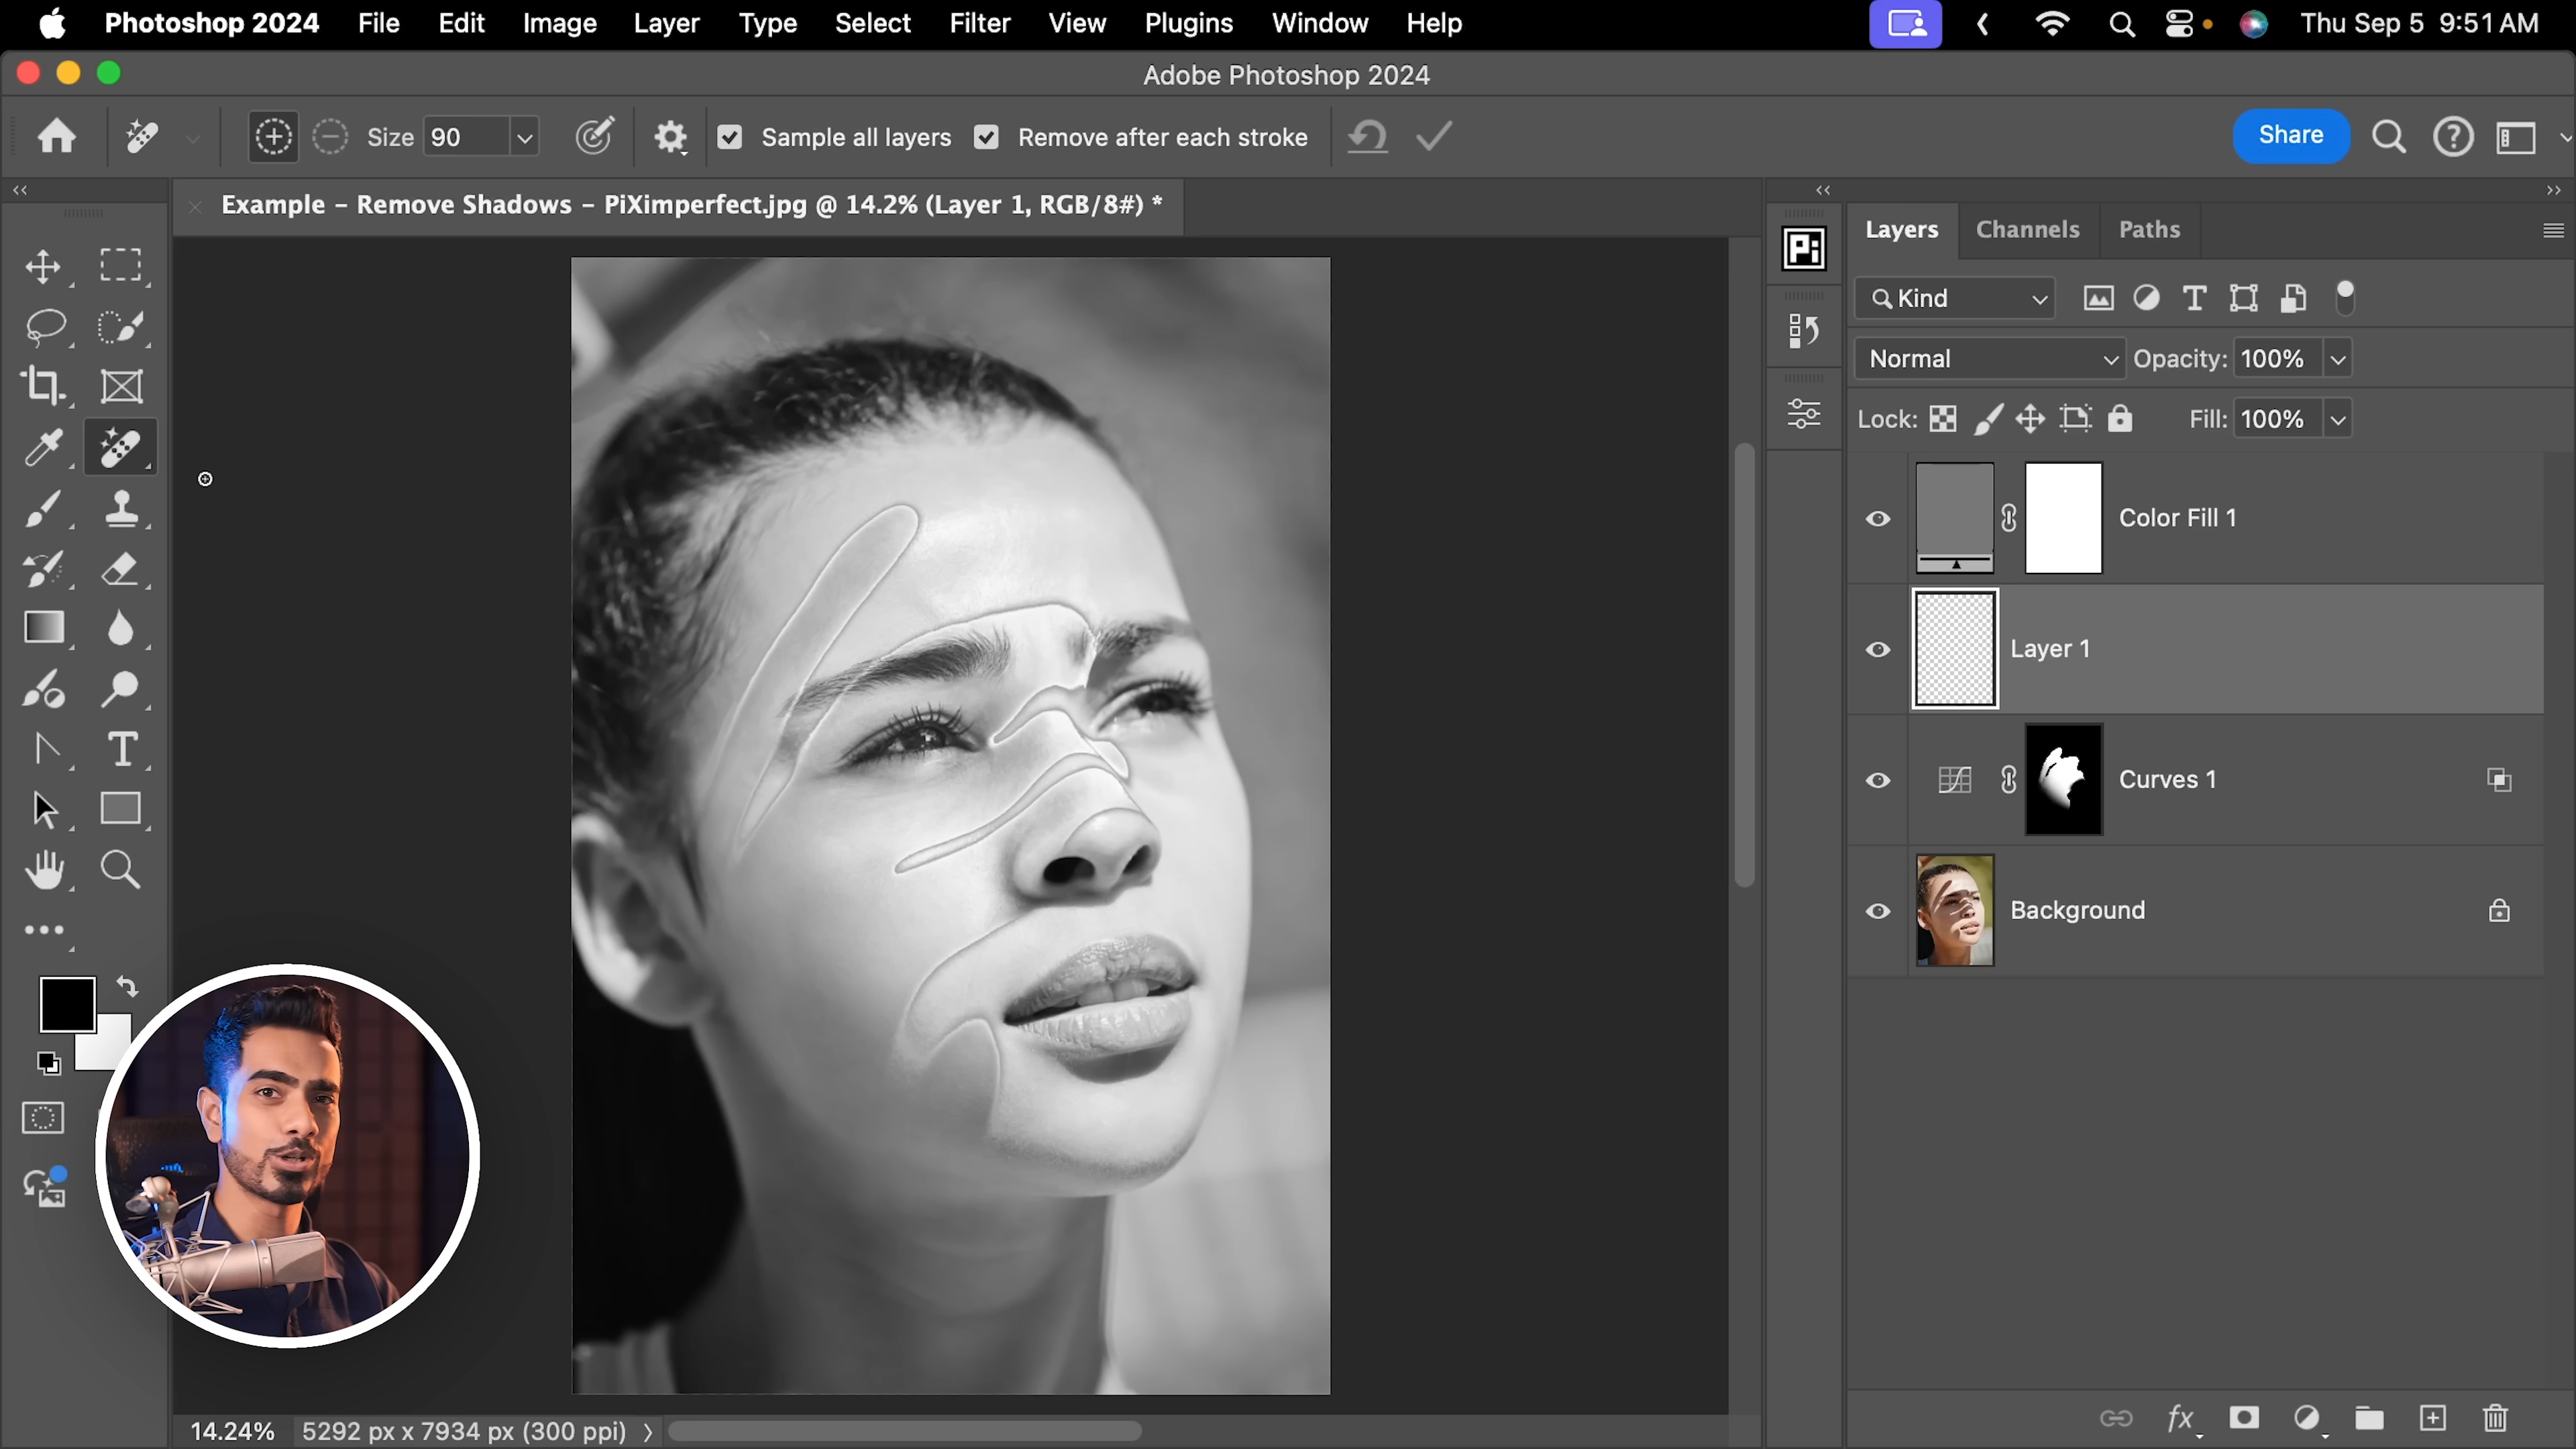 Photoshop 2024 File Edit Image Layer Type Select Filter View Plugins Window Help Thu Sep 5 9:51 AM
Adobe Photoshop 2024
Size 90 Sample all layers Remove after each stroke Share
Example – Remove Shadows – PiXimperfect.jpg @ 14.2% (Layer 1, RGB/8#) *
Pi
Layers Channels Paths
Kind
Normal Opacity: 100%
Lock: Fill: 100%
Color Fill 1
Layer 1
Curves 1
Background
14.24% 5292 px x 7934 px (300 ppi)
fx